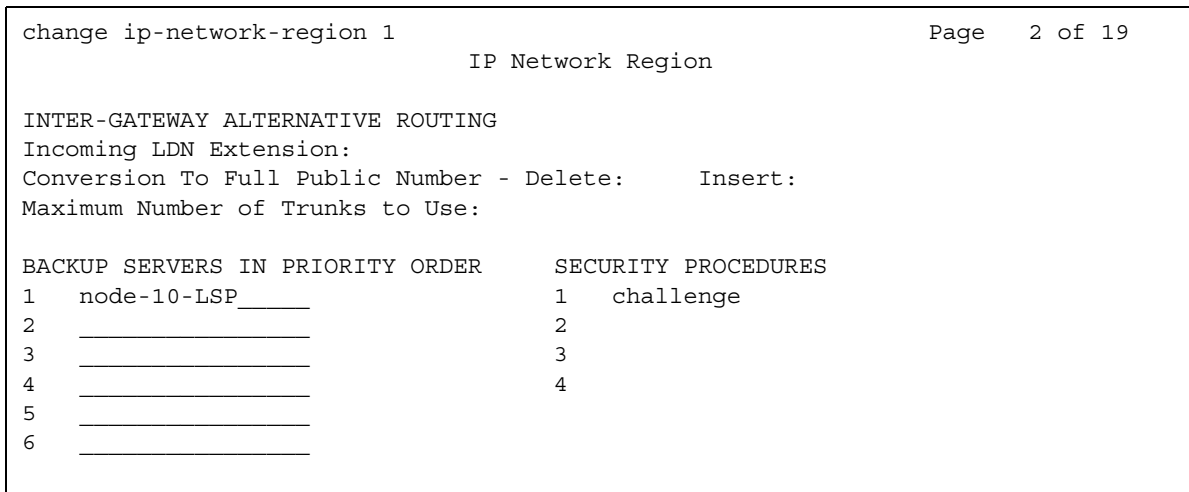 change ip-network-region 1 Page 2 of 19
IP Network Region
INTER-GATEWAY ALTERNATIVE ROUTING
Incoming LDN Extension:
Conversion To Full Public Number - Delete: Insert:
Maximum Number of Trunks to Use:
BACKUP SERVERS IN PRIORITY ORDER SECURITY PROCEDURES
1 node-10-LSP_____ 1 challenge
2 ________________ 2
3 ________________ 3
4 ________________ 4
5 ________________
6 ________________